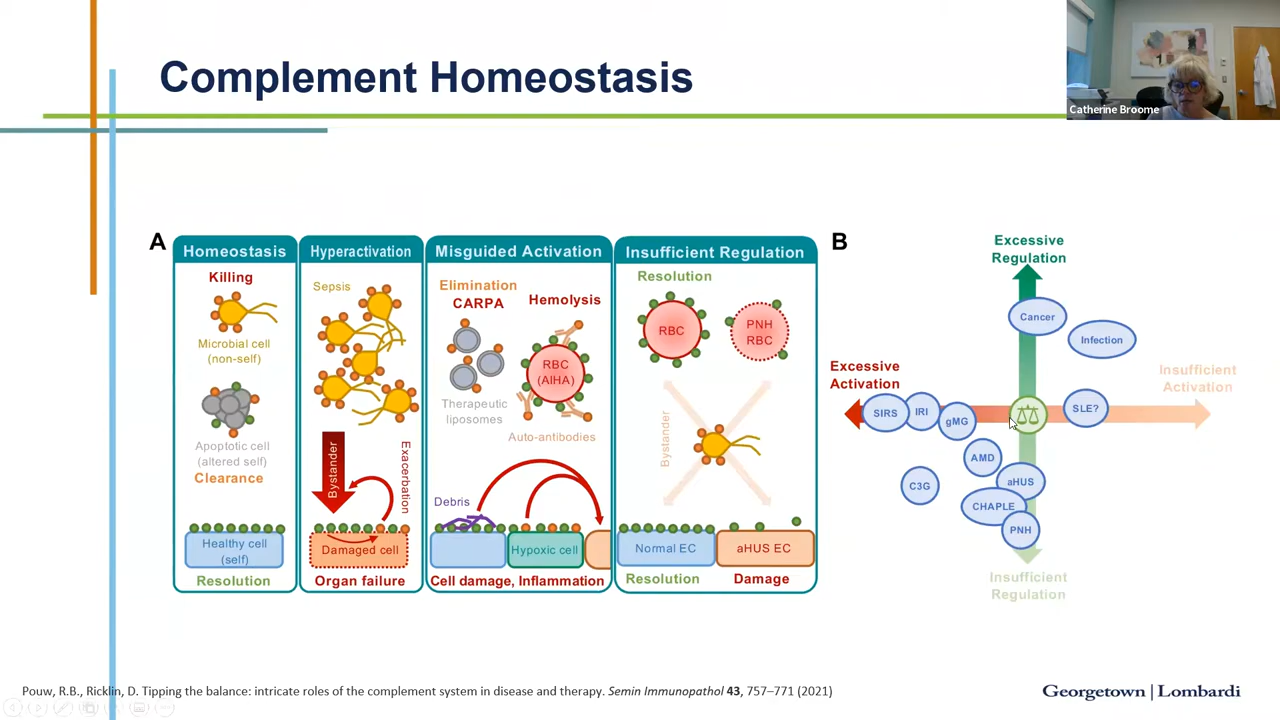 Complement Homeostasis
Catherine Broome
A
Homeostasis
Killing
Microbial cell
(non-self)
Apoptotic cell
(altered self)
Clearance
Healthy cell
(self)
Resolution
Hyperactivation
Sepsis
Bystander
Exacerbation
Damaged cell
Organ failure
Misguided Activation
Elimination
CARPA
Hemolysis
RBC
(AIHA)
Therapeutic
liposomes
Auto-antibodies
Debris
Hypoxic cell
Cell damage, Inflammation
Insufficient Regulation
Resolution
RBC
PNH
RBC
Bystander
Normal EC
aHUS EC
Resolution
Damage
B
Excessive
Regulation
Cancer
Infection
Excessive
Activation
Insufficient
Activation
SIRS
IRI
gMG
SLE?
AMD
C3G
aHUS
CHAPLE
PNH
Insufficient
Regulation
Pouw, R.B., Ricklin, D. Tipping the balance: intricate roles of the complement system in disease and therapy. Semin Immunopathol 43, 757–771 (2021)
Georgetown | Lombardi